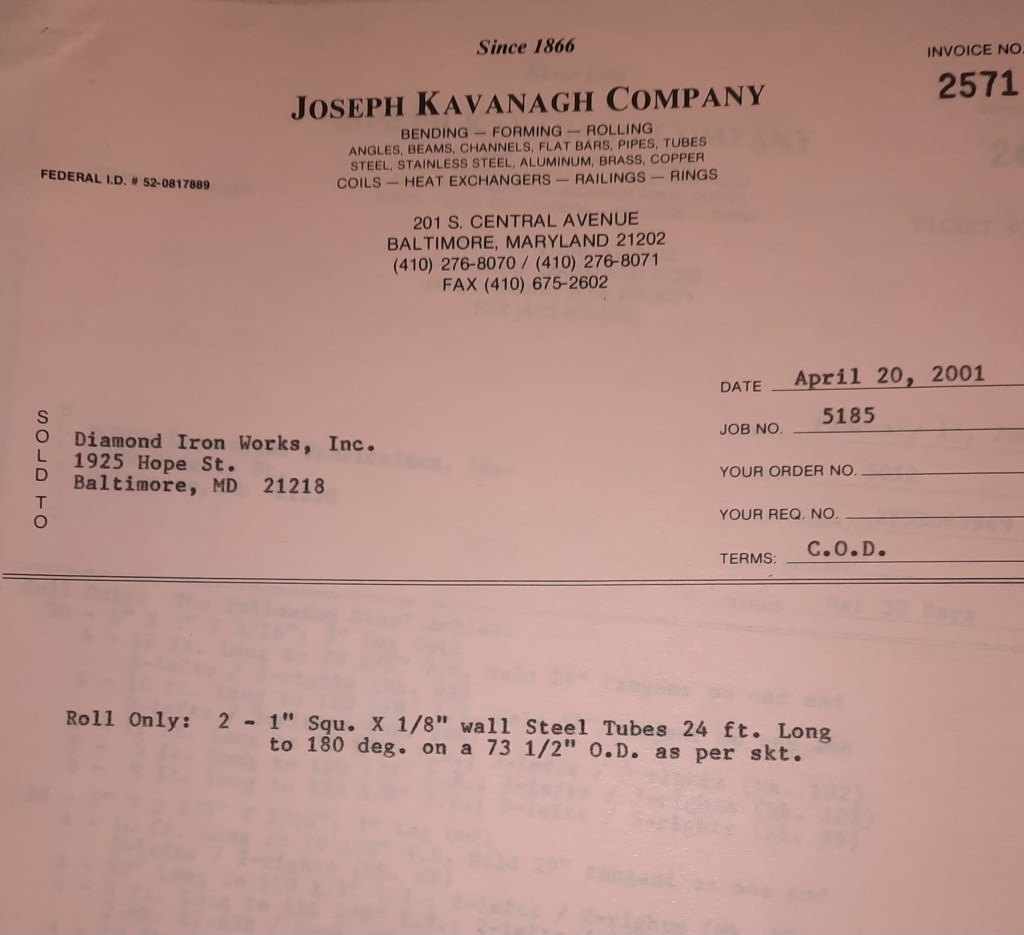 Since 1866
INVOICE NO.
2571
JOSEPH KAVANAGH COMPANY
BENDING — FORMING — ROLLING
ANGLES, BEAMS, CHANNELS, FLAT BARS, PIPES, TUBES
STEEL, STAINLESS STEEL, ALUMINUM, BRASS, COPPER
COILS — HEAT EXCHANGERS — RAILINGS — RINGS
FEDERAL I.D. # 52-0817889
201 S. CENTRAL AVENUE
BALTIMORE, MARYLAND 21202
(410) 276-8070 / (410) 276-8071
FAX (410) 675-2602
DATE April 20, 2001
JOB NO. 5185
YOUR ORDER NO.
YOUR REQ. NO.
TERMS: C.O.D.
SOLD TO
Diamond Iron Works, Inc.
1925 Hope St.
Baltimore, MD 21218
Roll Only: 2 - 1" Squ. X 1/8" wall Steel Tubes 24 ft. Long
to 180 deg. on a 73 1/2" O.D. as per skt.